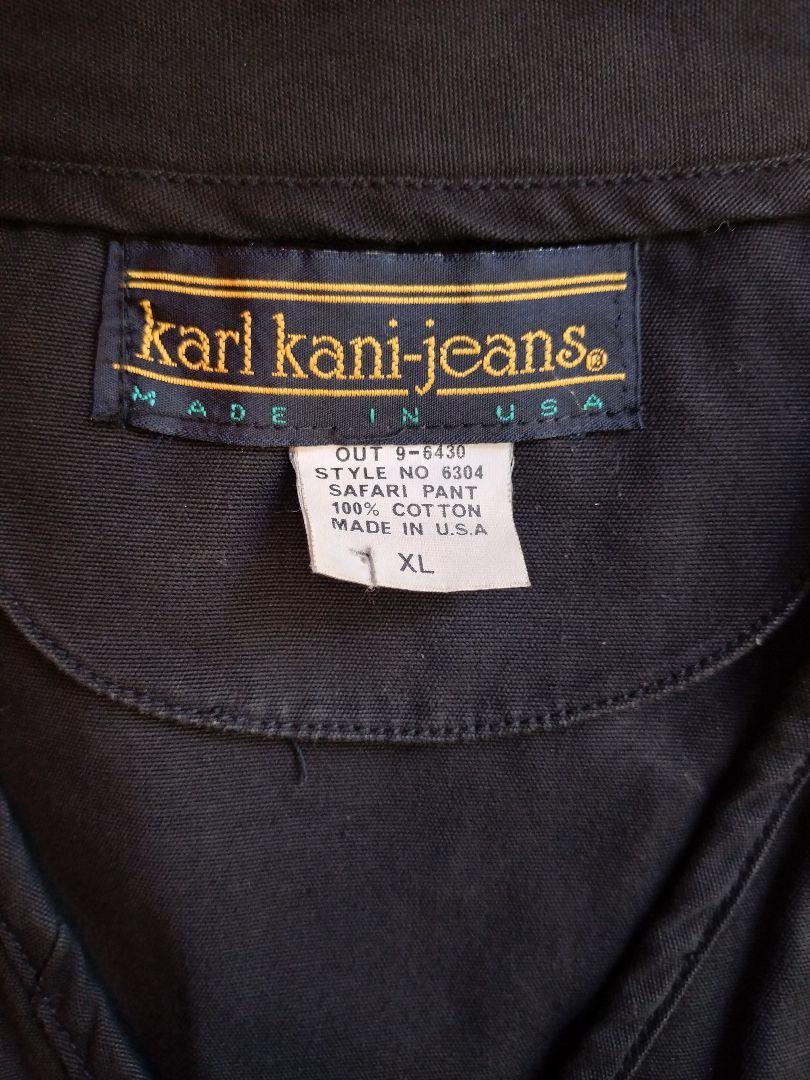 karl kani-jeans®
MADE IN USA
OUT 9-6430
STYLE NO 6304
SAFARI PANT
100% COTTON
MADE IN U.S.A
XL